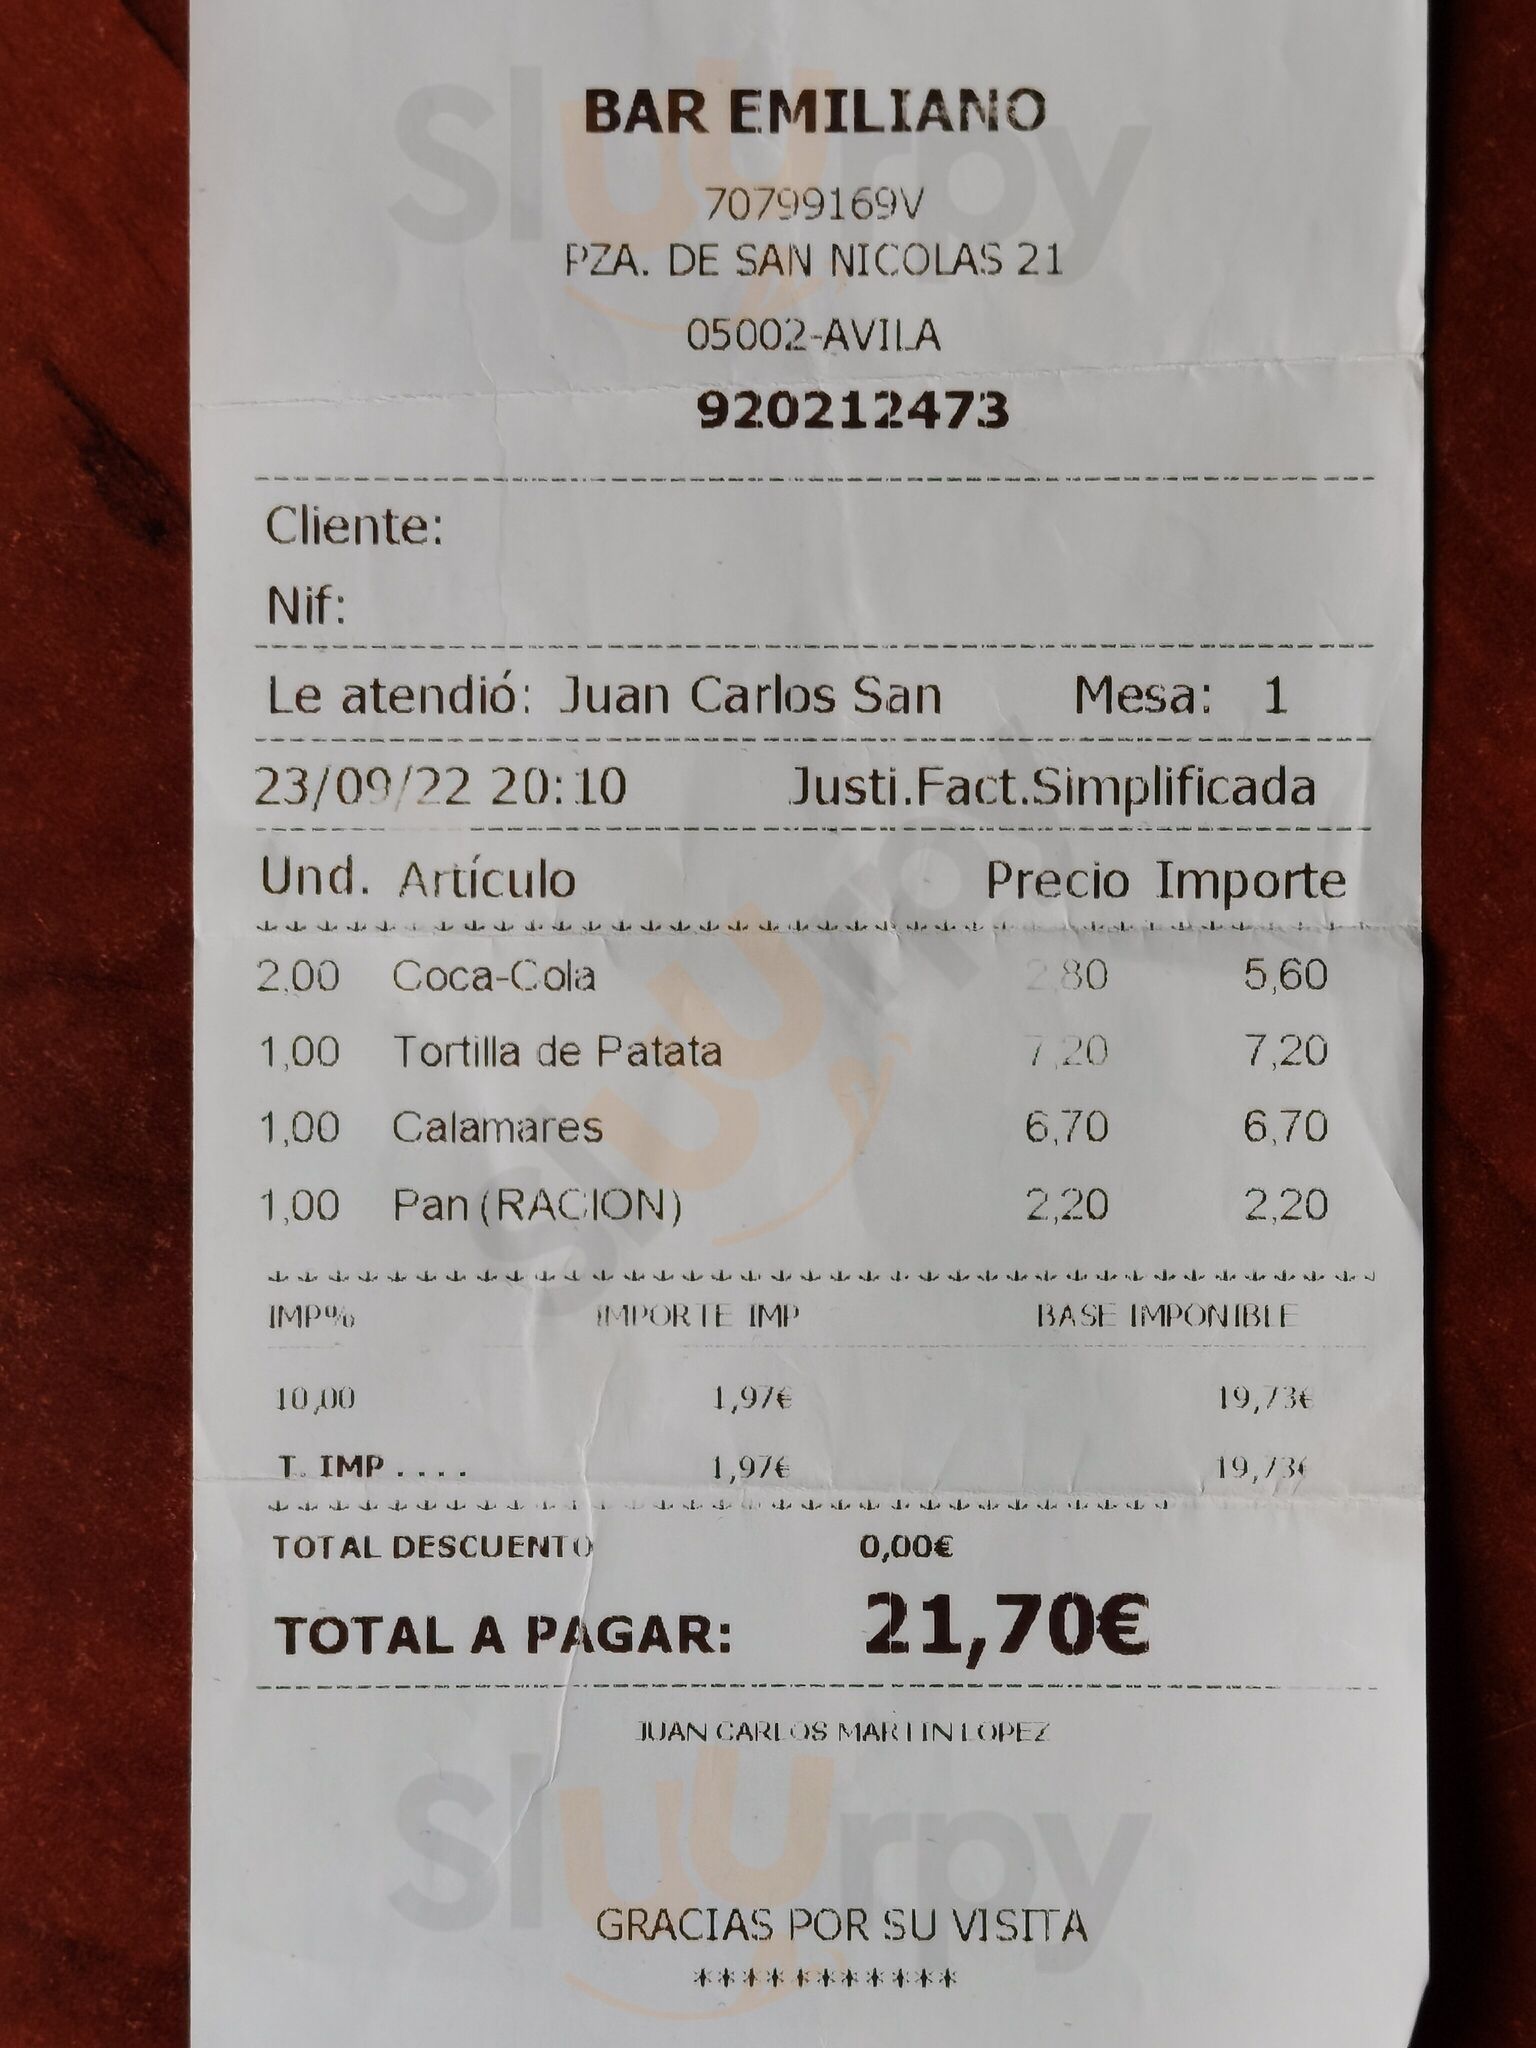 BAR EMILIANO
70799169V
PZA. DE SAN NICOLAS 21
05002-AVILA
920212473
Cliente:
Nif:
Le atendió: Juan Carlos San Mesa: 1
23/09/22 20:10 Justi.Fact.Simplificada
Und. Artículo Precio Importe
2,00 Coca-Cola 2,80 5,60
1,00 Tortilla de Patata 7,20 7,20
1,00 Calamares 6,70 6,70
1,00 Pan (RACION) 2,20 2,20
IMP% IMPORTE IMP BASE IMPONIBLE
10,00 1,97€ 19,73€
T. IMP .... 1,97€ 19,73€
TOTAL DESCUENTO 0,00€
TOTAL A PAGAR: 21,70€
JUAN CARLOS MARTIN LOPEZ
GRACIAS POR SU VISITA
***********
sluurpy
sluurpy
sluurpy